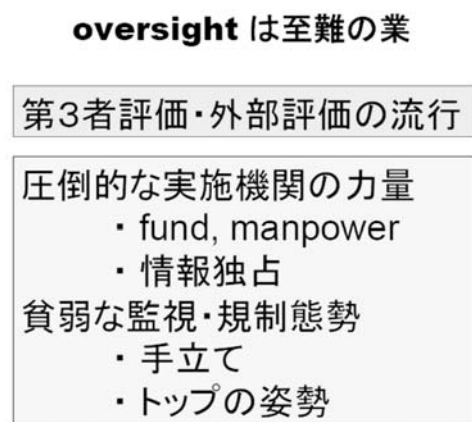 oversight は至難の業
第3者評価・外部評価の流行
圧倒的な実施機関の力量
・fund, manpower
・情報独占
貧弱な監視・規制態勢
・手立て
・トップの姿勢